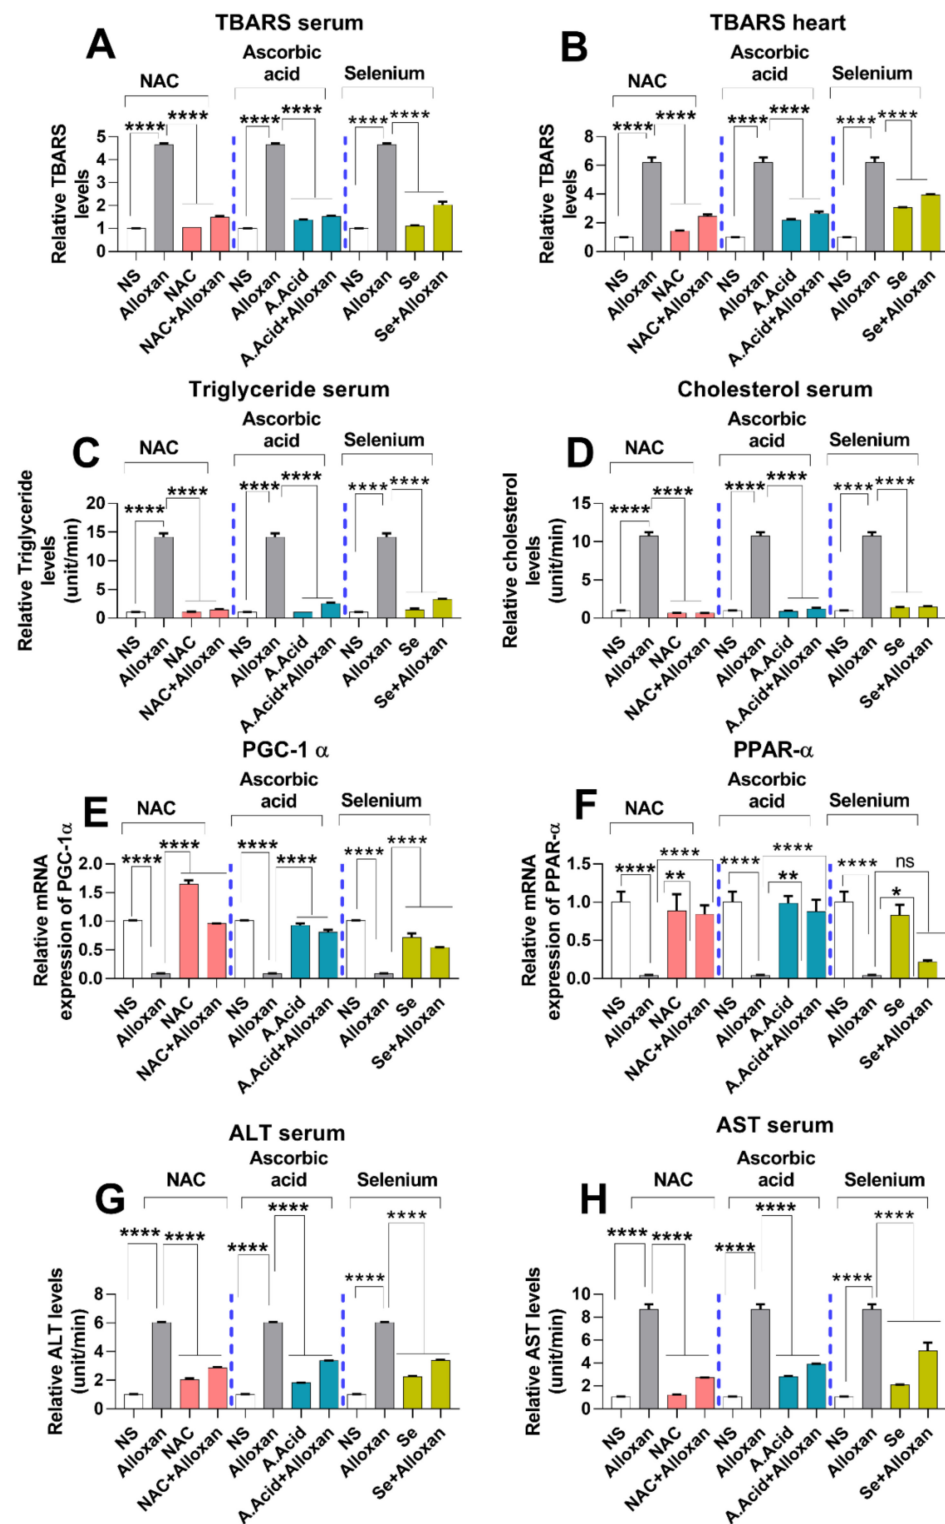 TBARS serum
A
NAC
Ascorbic
acid
Selenium
**** **** **** **** **** ****
Relative TBARS
levels
5
4
3
2
1
0
NS
Alloxan
NAC
NAC+Alloxan
NS
Alloxan
A.Acid
A.Acid+Alloxan
NS
Alloxan
Se
Se+Alloxan
TBARS heart
B
NAC
Ascorbic
acid
Selenium
**** **** **** **** **** ****
Relative TBARS
levels
8
6
4
2
0
NS
Alloxan
NAC
NAC+Alloxan
NS
Alloxan
A.Acid
A.Acid+Alloxan
NS
Alloxan
Se
Se+Alloxan
Triglyceride serum
C
NAC
Ascorbic
acid
Selenium
**** **** **** **** **** ****
Relative Triglyceride
levels
(unit/min)
20
15
10
5
0
NS
Alloxan
NAC
NAC+Alloxan
NS
Alloxan
A.Acid
A.Acid+Alloxan
NS
Alloxan
Se
Se+Alloxan
Cholesterol serum
D
NAC
Ascorbic
acid
Selenium
**** **** **** **** **** ****
Relative cholesterol
levels
(unit/min)
15
10
5
0
NS
Alloxan
NAC
NAC+Alloxan
NS
Alloxan
A.Acid
A.Acid+Alloxan
NS
Alloxan
Se
Se+Alloxan
PGC-1 α
E
NAC
Ascorbic
acid
Selenium
**** **** **** **** **** ****
Relative mRNA
expression of PGC-1α
2.0
1.5
1.0
0.5
0.0
NS
Alloxan
NAC
NAC+Alloxan
NS
Alloxan
A.Acid
A.Acid+Alloxan
NS
Alloxan
Se
Se+Alloxan
PPAR-α
F
NAC
Ascorbic
acid
Selenium
**** ** **** **** ** **** **** * ns
Relative mRNA
expression of PPAR-α
1.5
1.0
0.5
0.0
NS
Alloxan
NAC
NAC+Alloxan
NS
Alloxan
A.Acid
A.Acid+Alloxan
NS
Alloxan
Se
Se+Alloxan
ALT serum
G
NAC
Ascorbic
acid
Selenium
**** **** **** **** **** ****
Relative ALT levels
(unit/min)
8
6
4
2
0
NS
Alloxan
NAC
NAC+Alloxan
NS
Alloxan
A.Acid
A.Acid+Alloxan
NS
Alloxan
Se
Se+Alloxan
AST serum
H
NAC
Ascorbic
acid
Selenium
**** **** **** **** **** ****
Relative AST levels
(unit/min)
10
8
6
4
2
0
NS
Alloxan
NAC
NAC+Alloxan
NS
Alloxan
A.Acid
A.Acid+Alloxan
NS
Alloxan
Se
Se+Alloxan